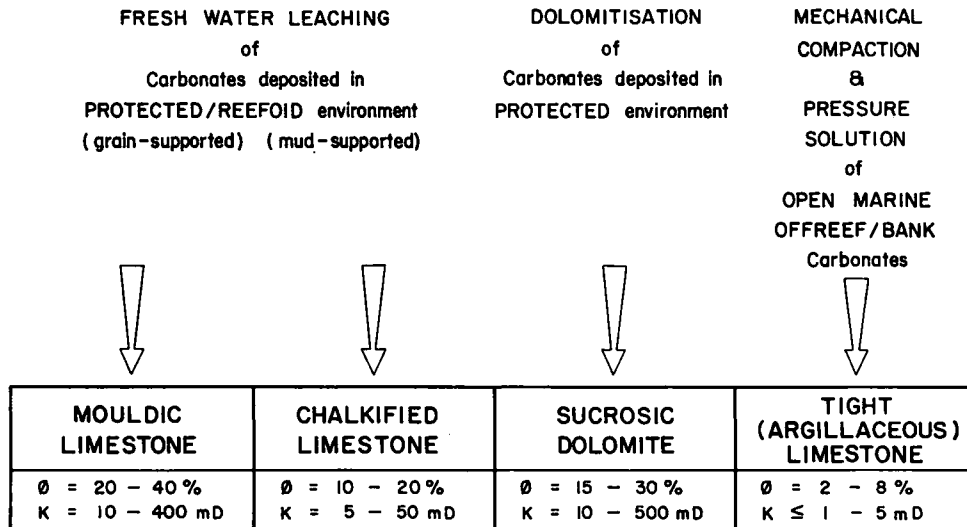 FRESH WATER LEACHING
of
Carbonates deposited in
PROTECTED/REEFOID environment
(grain-supported) (mud-supported)
DOLOMITISATION
of
Carbonates deposited in
PROTECTED environment
MECHANICAL
COMPACTION
&
PRESSURE
SOLUTION
of
OPEN MARINE
OFFREEF/BANK
Carbonates
MOULDIC
LIMESTONE
Ø = 20 – 40 %
K = 10 – 400 mD
CHALKIFIED
LIMESTONE
Ø = 10 – 20 %
K = 5 – 50 mD
SUCROSIC
DOLOMITE
Ø = 15 – 30 %
K = 10 – 500 mD
TIGHT
(ARGILLACEOUS)
LIMESTONE
Ø = 2 – 8 %
K ≤ 1 – 5 mD